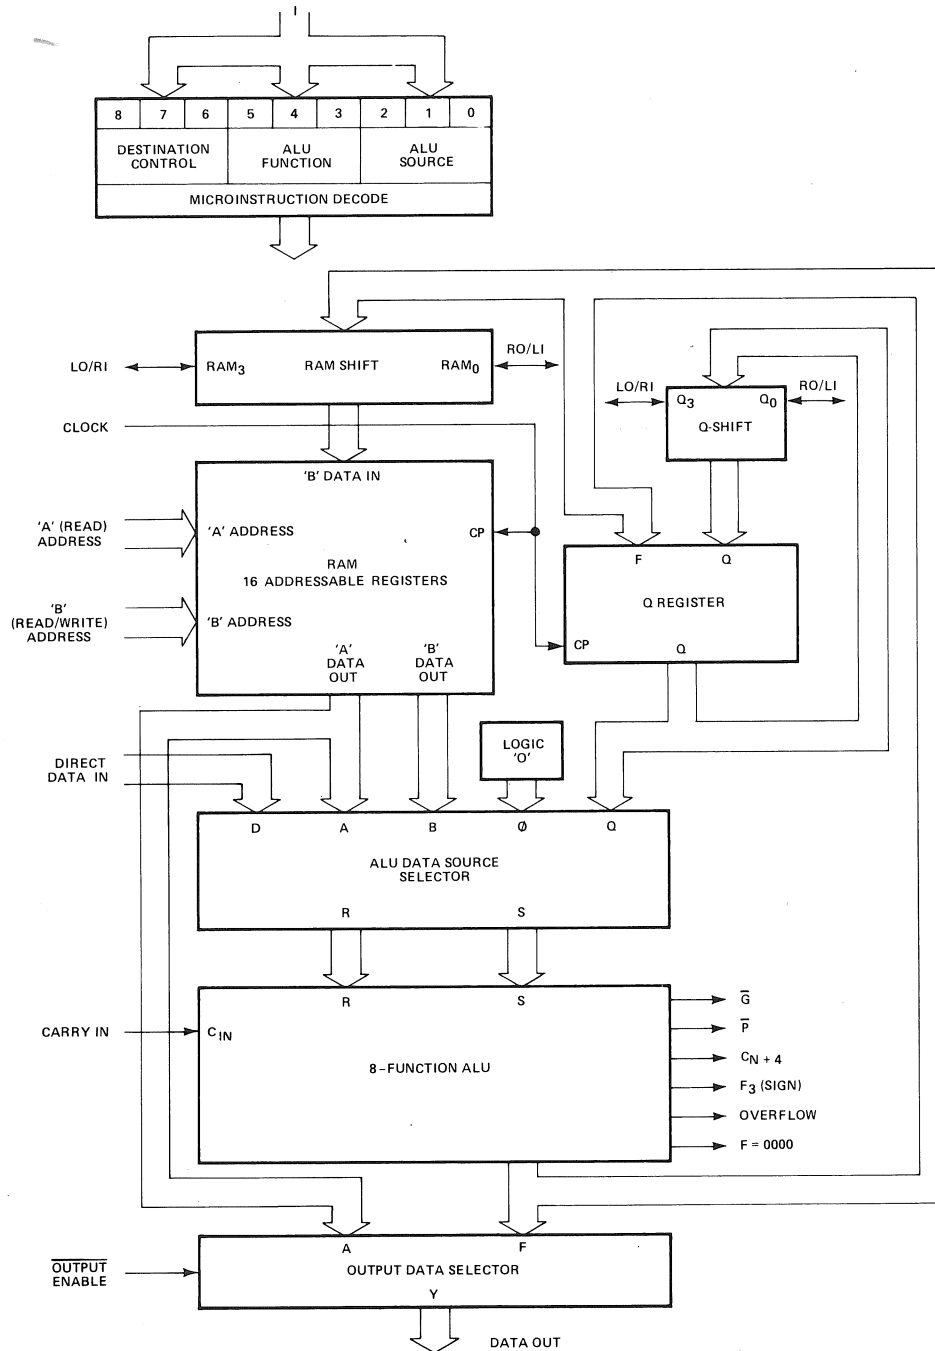 I
8 7 6 5 4 3 2 1 0
DESTINATION
CONTROL
ALU
FUNCTION
ALU
SOURCE
MICROINSTRUCTION DECODE
LO/RI
RAM3
RAM SHIFT
RAM0
RO/LI
LO/RI
RO/LI
Q3
Q0
Q-SHIFT
CLOCK
'B' DATA IN
'A' (READ)
ADDRESS
'A' ADDRESS
CP
RAM
16 ADDRESSABLE REGISTERS
F
Q
Q REGISTER
CP
Q
'B'
(READ/WRITE)
ADDRESS
'B' ADDRESS
'A'
DATA
OUT
'B'
DATA
OUT
LOGIC
'O'
DIRECT
DATA IN
D
A
B
Ø
Q
ALU DATA SOURCE
SELECTOR
R
S
R
S
CARRY IN
CIN
8-FUNCTION ALU
G̅
P̅
CN + 4
F3 (SIGN)
OVERFLOW
F = 0000
A
F
O̅U̅T̅P̅U̅T̅
E̅N̅A̅B̅L̅E̅
OUTPUT DATA SELECTOR
Y
DATA OUT